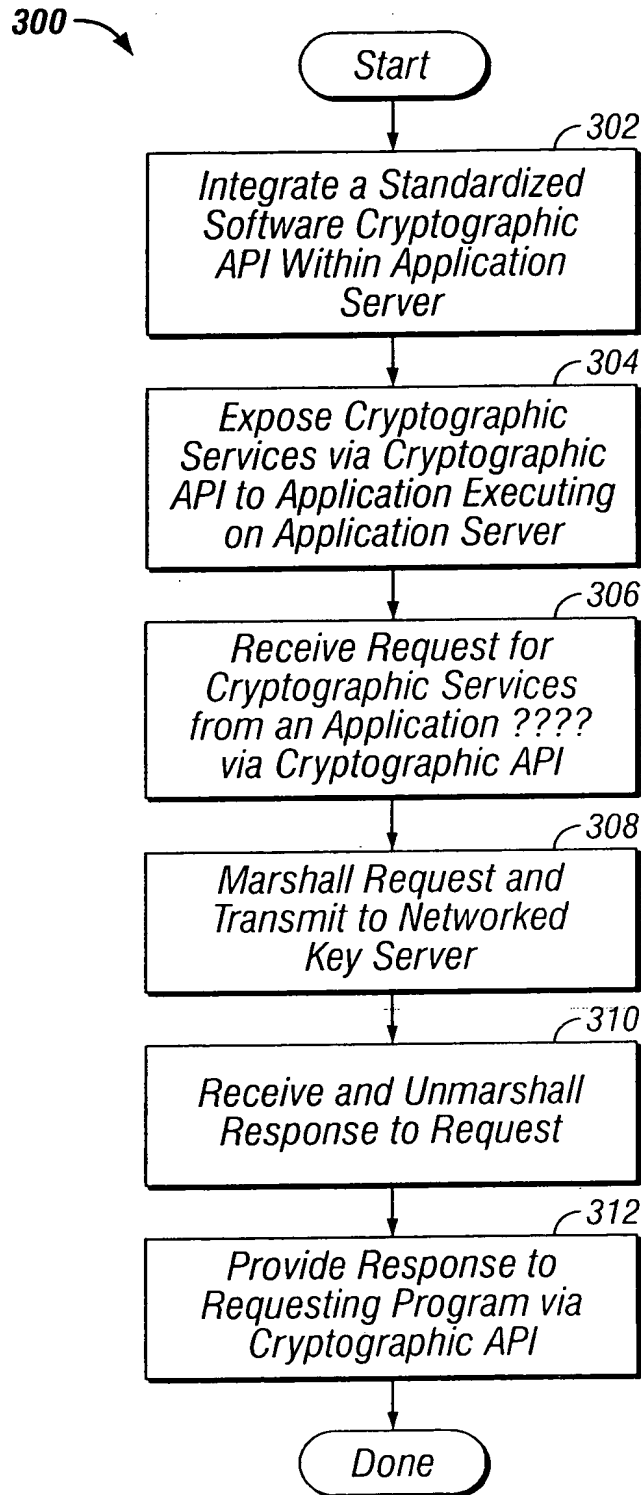 300
Start
302
Integrate a Standardized
Software Cryptographic
API Within Application
Server
304
Expose Cryptographic
Services via Cryptographic
API to Application Executing
on Application Server
306
Receive Request for
Cryptographic Services
from an Application ????
via Cryptographic API
308
Marshall Request and
Transmit to Networked
Key Server
310
Receive and Unmarshall
Response to Request
312
Provide Response to
Requesting Program via
Cryptographic API
Done